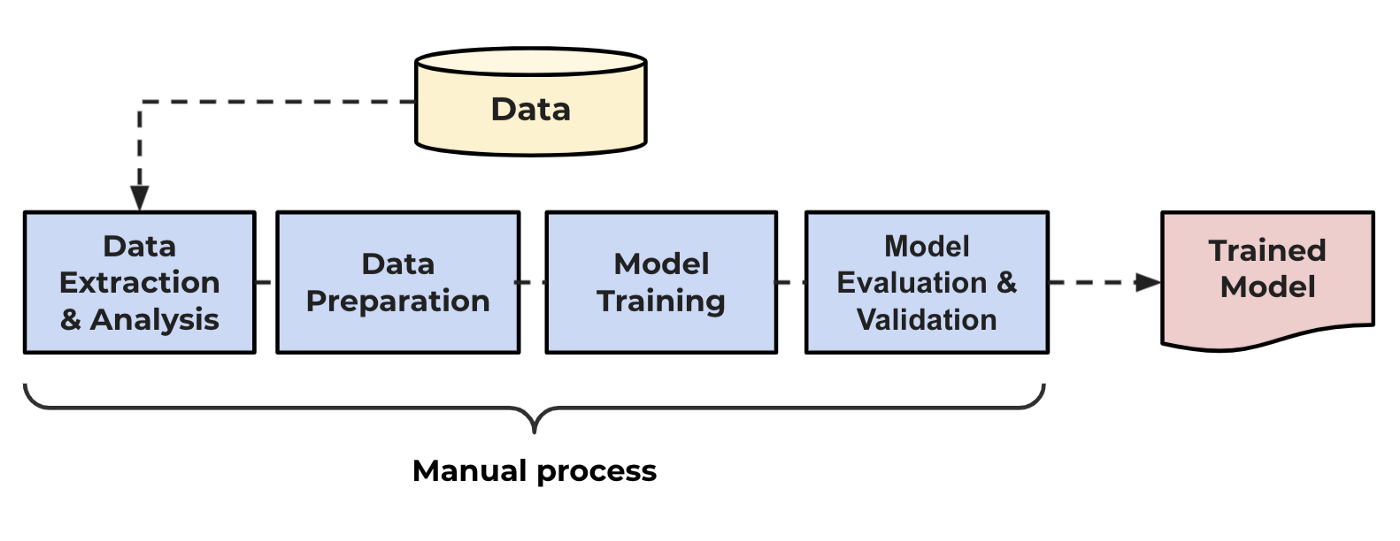 Data
Data
Extraction
& Analysis
Data
Preparation
Model
Training
Model
Evaluation &
Validation
Trained
Model
Manual process